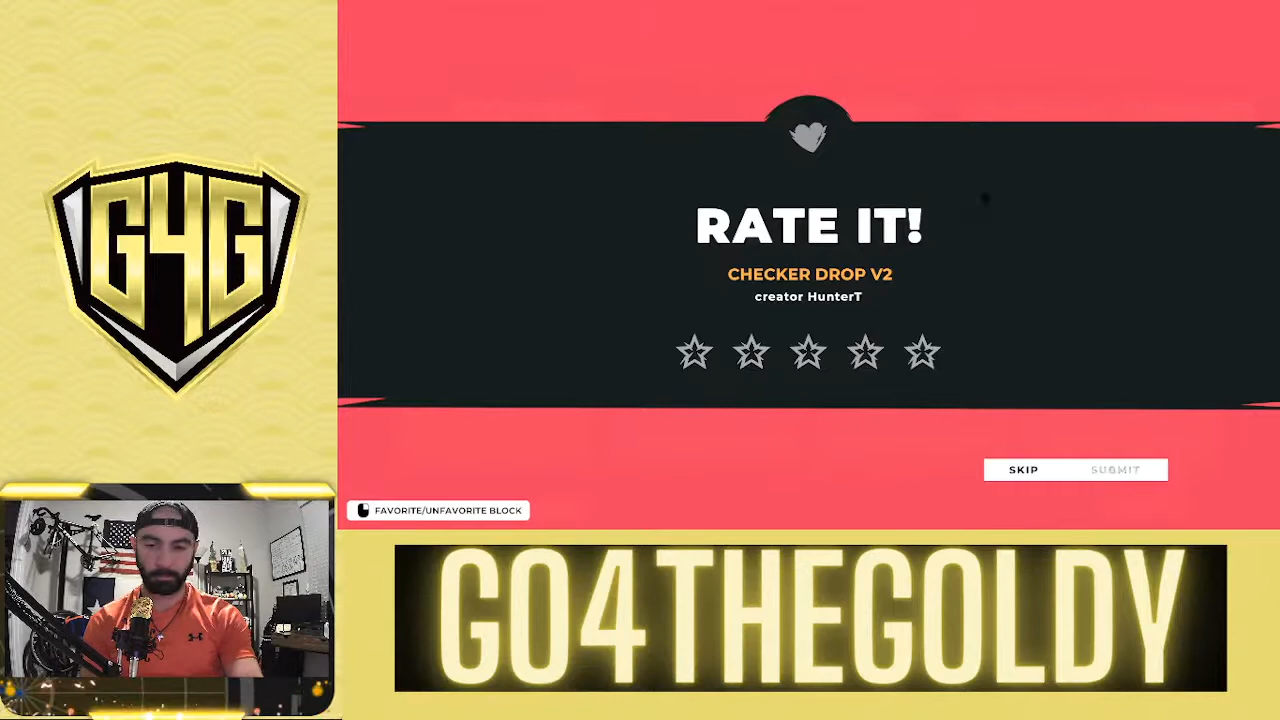 G4G
RATE IT!
CHECKER DROP V2
creator HunterT
SKIP
SUBMIT
FAVORITE/UNFAVORITE BLOCK
GO4THEGOLDY